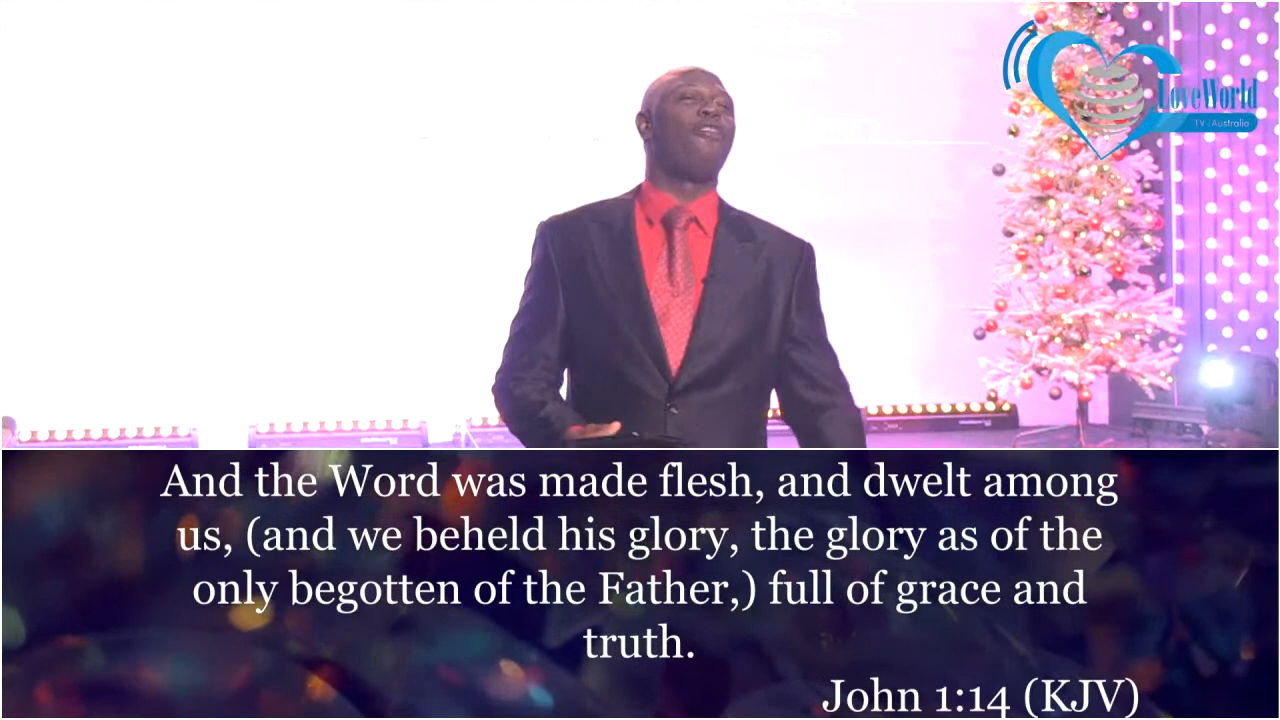 LoveWorld
TV - Australia
And the Word was made flesh, and dwelt among
us, (and we beheld his glory, the glory as of the
only begotten of the Father,) full of grace and
truth.
John 1:14 (KJV)